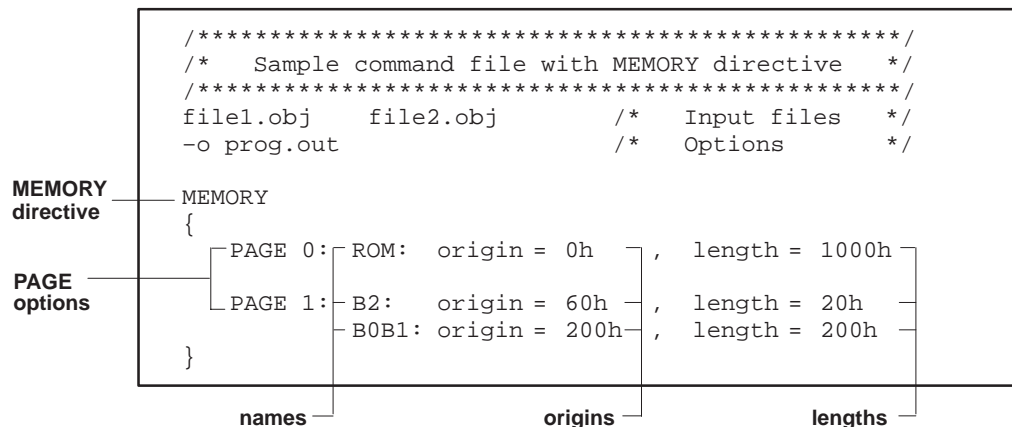 /*************************************************/
/* Sample command file with MEMORY directive */
/*************************************************/
file1.obj file2.obj /* Input files */
–o prog.out /* Options */
MEMORY
directive
MEMORY
{
PAGE
options
PAGE 0: ROM: origin = 0h , length = 1000h
PAGE 1: B2: origin = 60h , length = 20h
B0B1: origin = 200h , length = 200h
}
names origins lengths